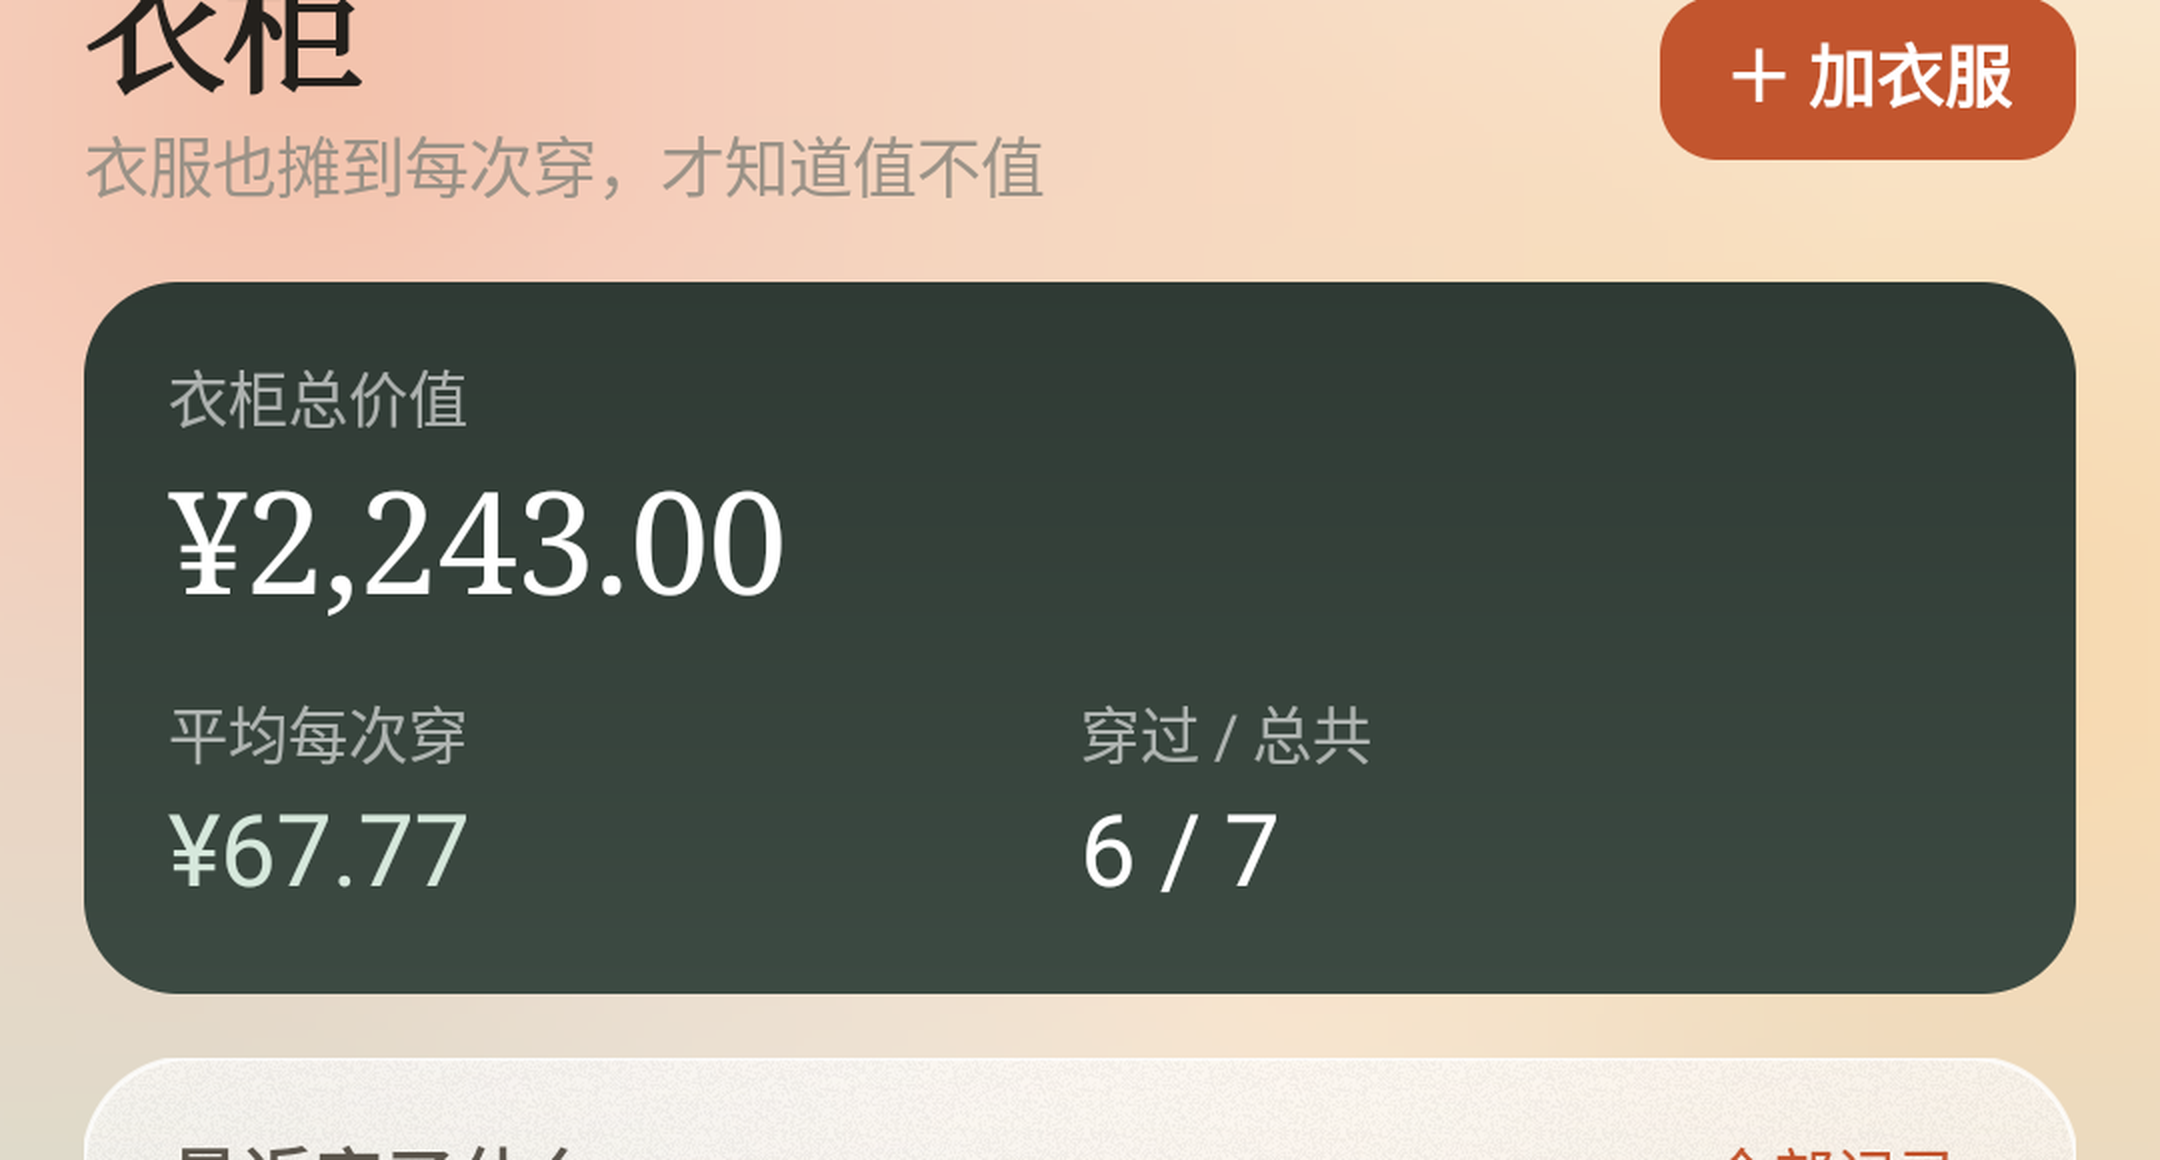 衣柜
＋ 加衣服
衣服也摊到每次穿，才知道值不值
衣柜总价值
¥2,243.00
平均每次穿
¥67.77
穿过 / 总共
6 / 7